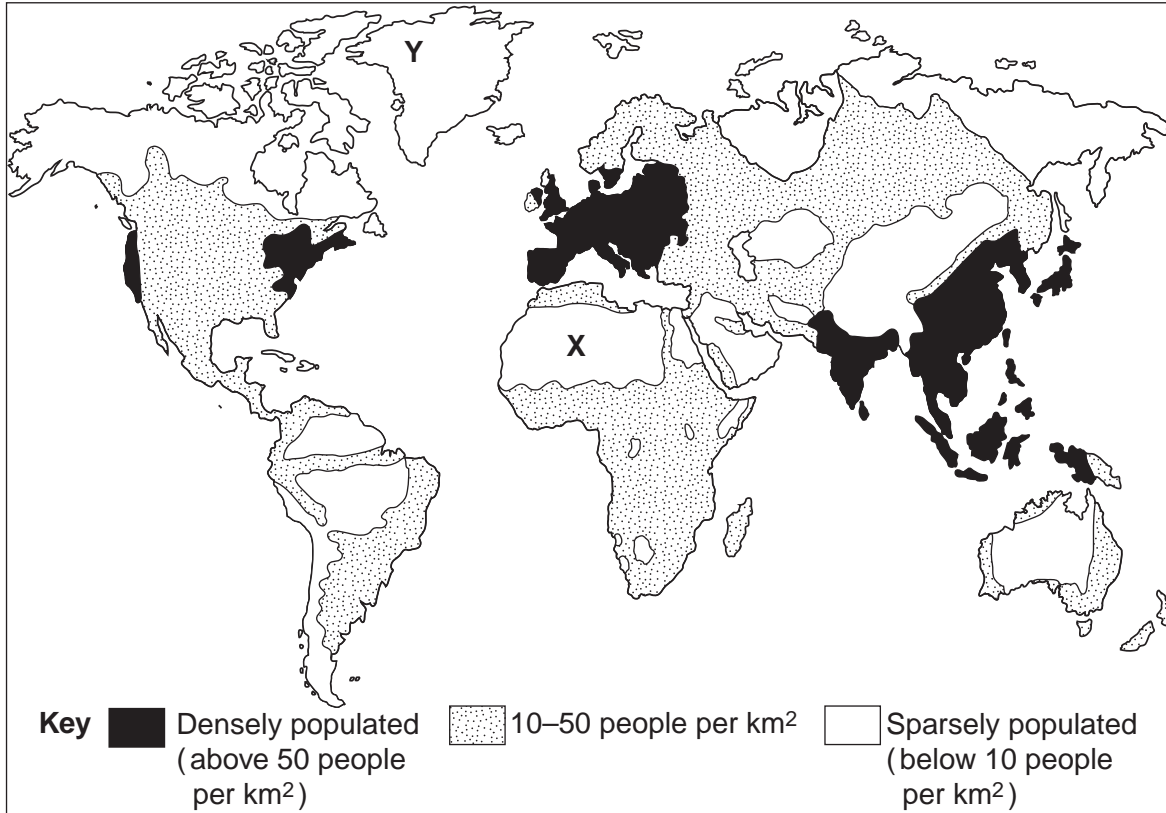 Y
X
Key Densely populated (above 50 people per km²)
10–50 people per km²
Sparsely populated (below 10 people per km²)